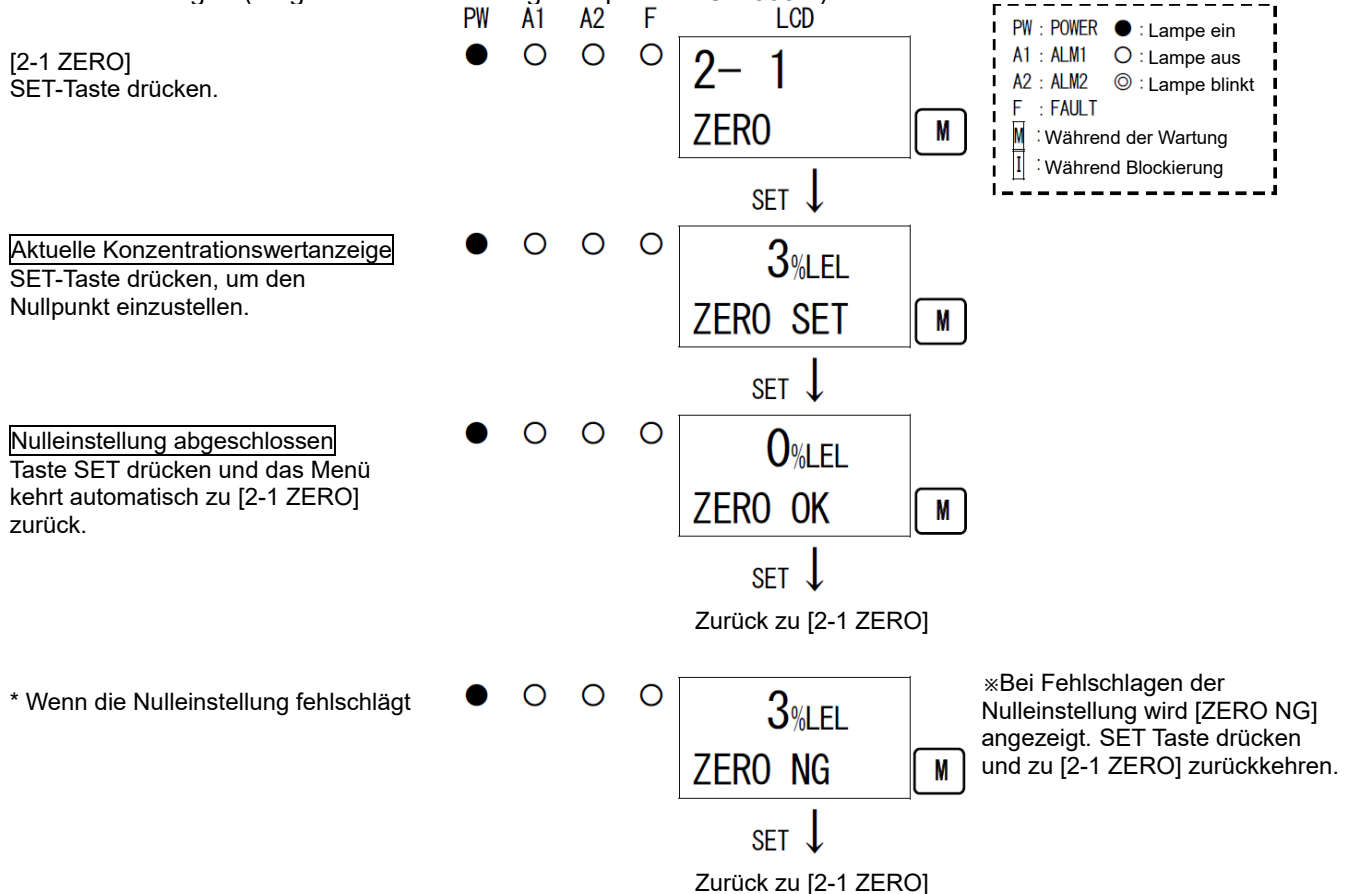 PW A1 A2 F LCD
[2-1 ZERO]
SET-Taste drücken.
2- 1
ZERO
M
PW : POWER ● : Lampe ein
A1 : ALM1 ○ : Lampe aus
A2 : ALM2 ◎ : Lampe blinkt
F : FAULT
M : Während der Wartung
I : Während Blockierung
SET ↓
Aktuelle Konzentrationswertanzeige
SET-Taste drücken, um den
Nullpunkt einzustellen.
3%LEL
ZERO SET
M
SET ↓
Nulleinstellung abgeschlossen
Taste SET drücken und das Menü
kehrt automatisch zu [2-1 ZERO]
zurück.
0%LEL
ZERO OK
M
SET ↓
Zurück zu [2-1 ZERO]
* Wenn die Nulleinstellung fehlschlägt
3%LEL
ZERO NG
M
※Bei Fehlschlagen der
Nulleinstellung wird [ZERO NG]
angezeigt. SET Taste drücken
und zu [2-1 ZERO] zurückkehren.
SET ↓
Zurück zu [2-1 ZERO]